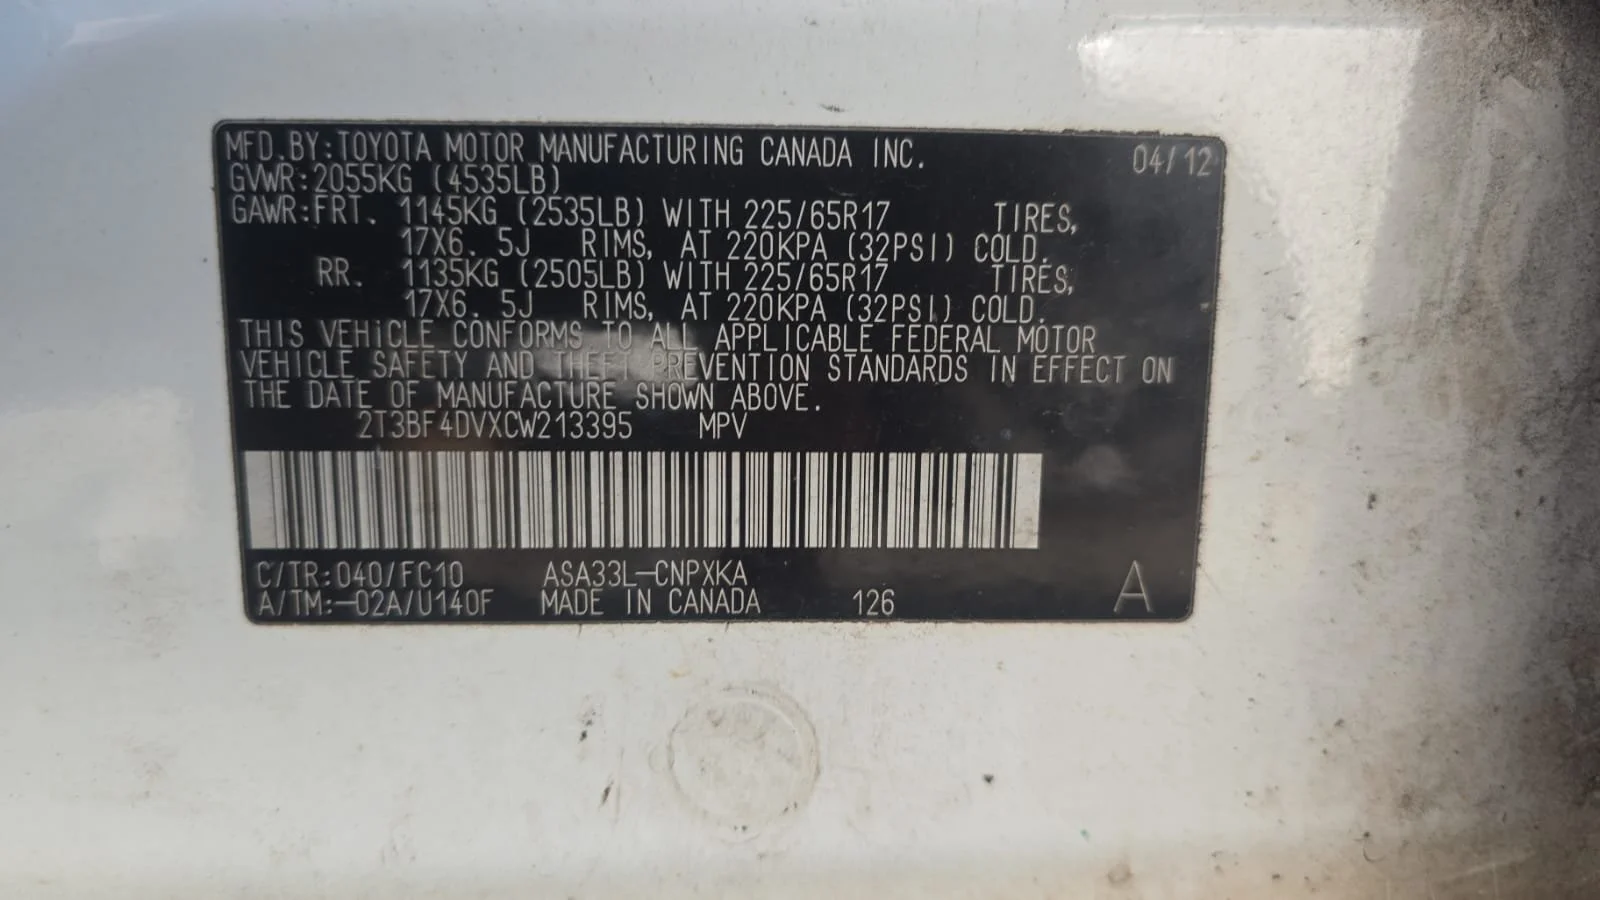 MFD.BY:TOYOTA MOTOR MANUFACTURING CANADA INC. 04/12
GVWR:2055KG (4535LB)
GAWR:FRT. 1145KG (2535LB) WITH 225/65R17 TIRES,
17X6. 5J RIMS, AT 220KPA (32PSI) COLD.
RR. 1135KG (2505LB) WITH 225/65R17 TIRES,
17X6. 5J RIMS, AT 220KPA (32PSI) COLD.
THIS VEHICLE CONFORMS TO ALL APPLICABLE FEDERAL MOTOR
VEHICLE SAFETY AND THEFT PREVENTION STANDARDS IN EFFECT ON
THE DATE OF MANUFACTURE SHOWN ABOVE.
2T3BF4DVXCW213395 MPV
C/TR:040/FC10 ASA33L-CNPXKA
A/TM:-02A/U140F MADE IN CANADA 126 A